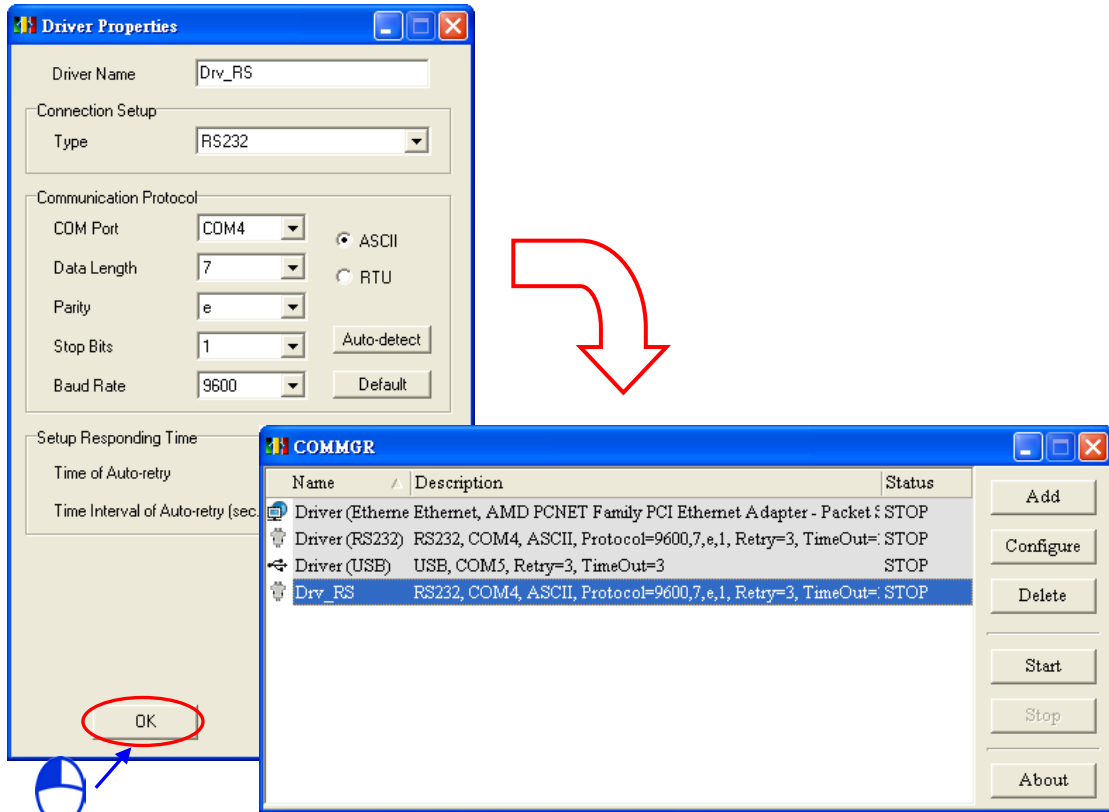 Driver Properties
Driver Name Drv_RS
Connection Setup
Type RS232
Communication Protocol
COM Port COM4 ASCII
Data Length 7 RTU
Parity e
Stop Bits 1 Auto-detect
Baud Rate 9600 Default
Setup Responding Time
Time of Auto-retry
Time Interval of Auto-retry (sec.
OK
COMMGR
Name Description Status
Driver (Etherne Ethernet, AMD PCNET Family PCI Ethernet Adapter - Packet S STOP
Driver (RS232) RS232, COM4, ASCII, Protocol=9600,7,e,1, Retry=3, TimeOut= STOP
Driver (USB) USB, COM5, Retry=3, TimeOut=3 STOP
Drv_RS RS232, COM4, ASCII, Protocol=9600,7,e,1, Retry=3, TimeOut= STOP
Add
Configure
Delete
Start
Stop
About